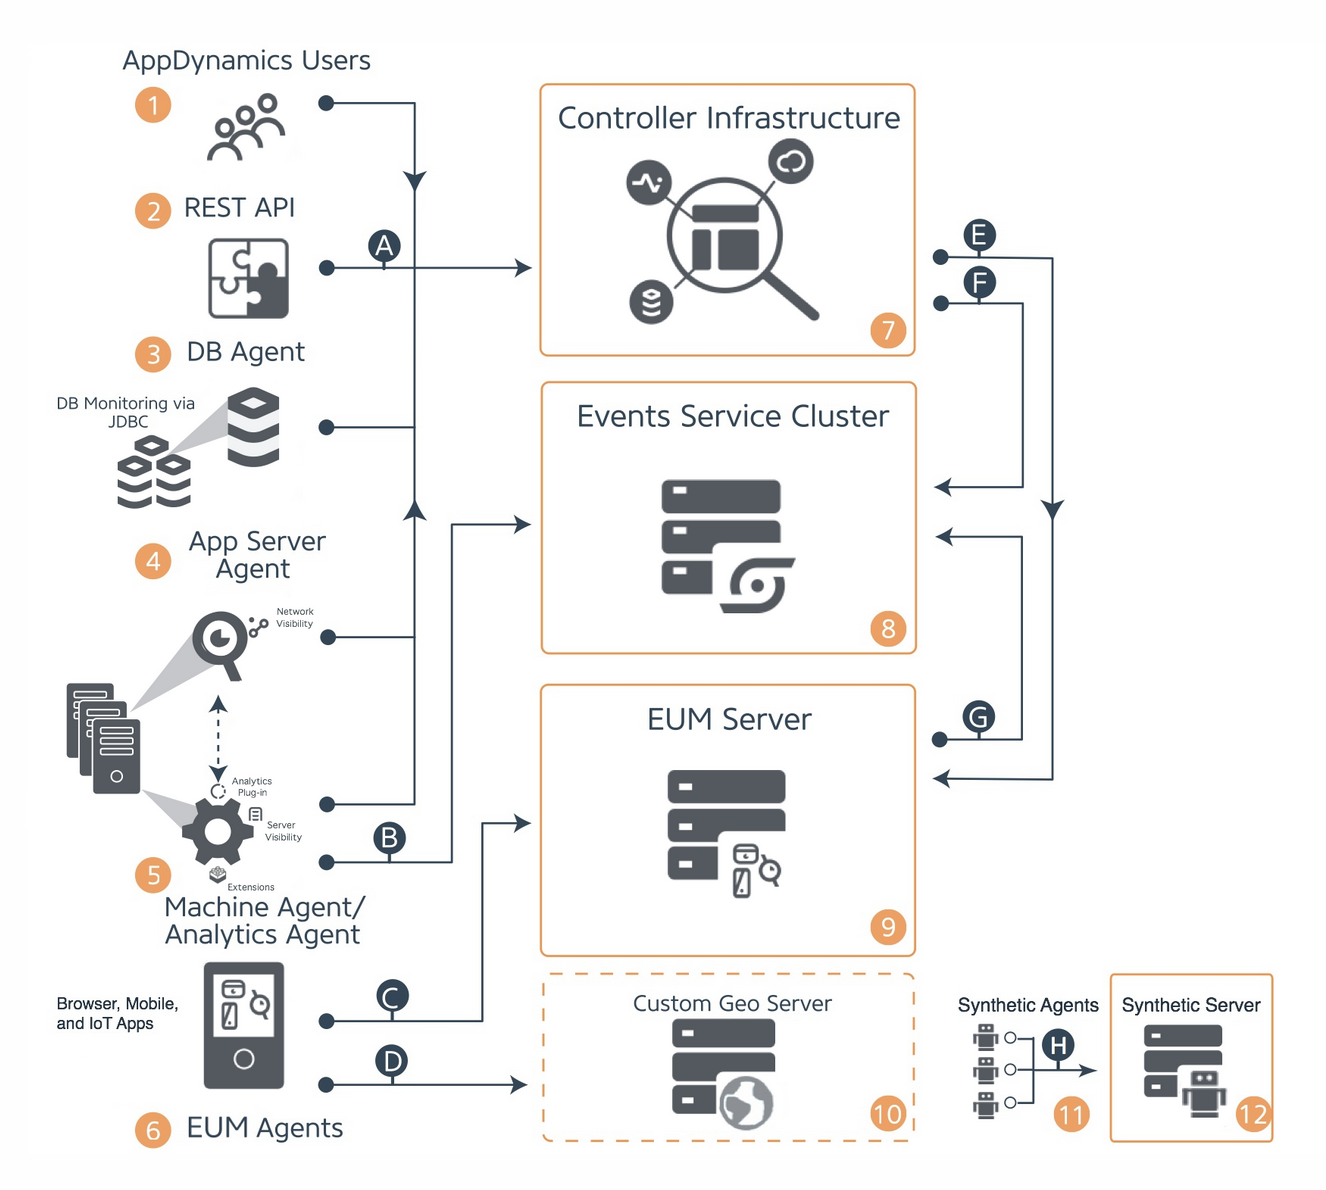 AppDynamics Users
1
2
REST API
A
3
DB Agent
DB Monitoring via
JDBC
4
App Server
Agent
Network
Visibility
Analytics
Plug-in
Server
Visibility
B
5
Extensions
Machine Agent/
Analytics Agent
Browser, Mobile,
and IoT Apps
C
D
6
EUM Agents
Controller Infrastructure
7
Events Service Cluster
8
EUM Server
9
Custom Geo Server
10
E
F
G
Synthetic Agents
H
11
Synthetic Server
12